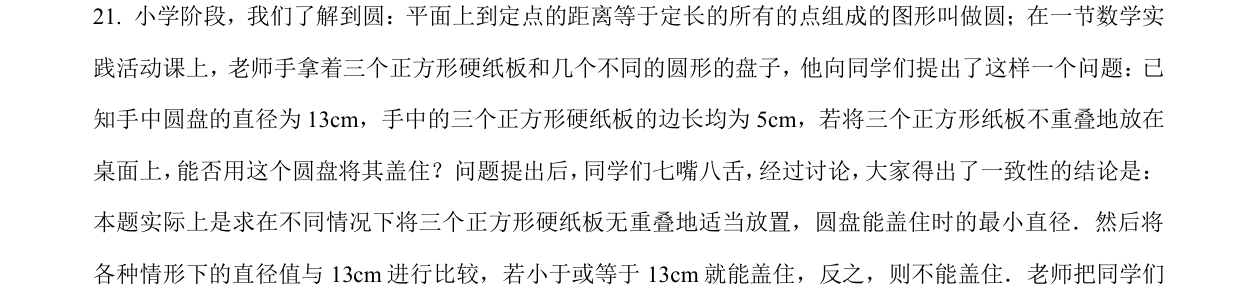 21. 小学阶段，我们了解到圆：平面上到定点的距离等于定长的所有的点组成的图形叫做圆；在一节数学实
践活动课上，老师手拿着三个正方形硬纸板和几个不同的圆形的盘子，他向同学们提出了这样一个问题：已
知手中圆盘的直径为 13cm，手中的三个正方形硬纸板的边长均为 5cm，若将三个正方形纸板不重叠地放在
桌面上，能否用这个圆盘将其盖住？问题提出后，同学们七嘴八舌，经过讨论，大家得出了一致性的结论是：
本题实际上是求在不同情况下将三个正方形硬纸板无重叠地适当放置，圆盘能盖住时的最小直径．然后将
各种情形下的直径值与 13cm 进行比较，若小于或等于 13cm 就能盖住，反之，则不能盖住．老师把同学们